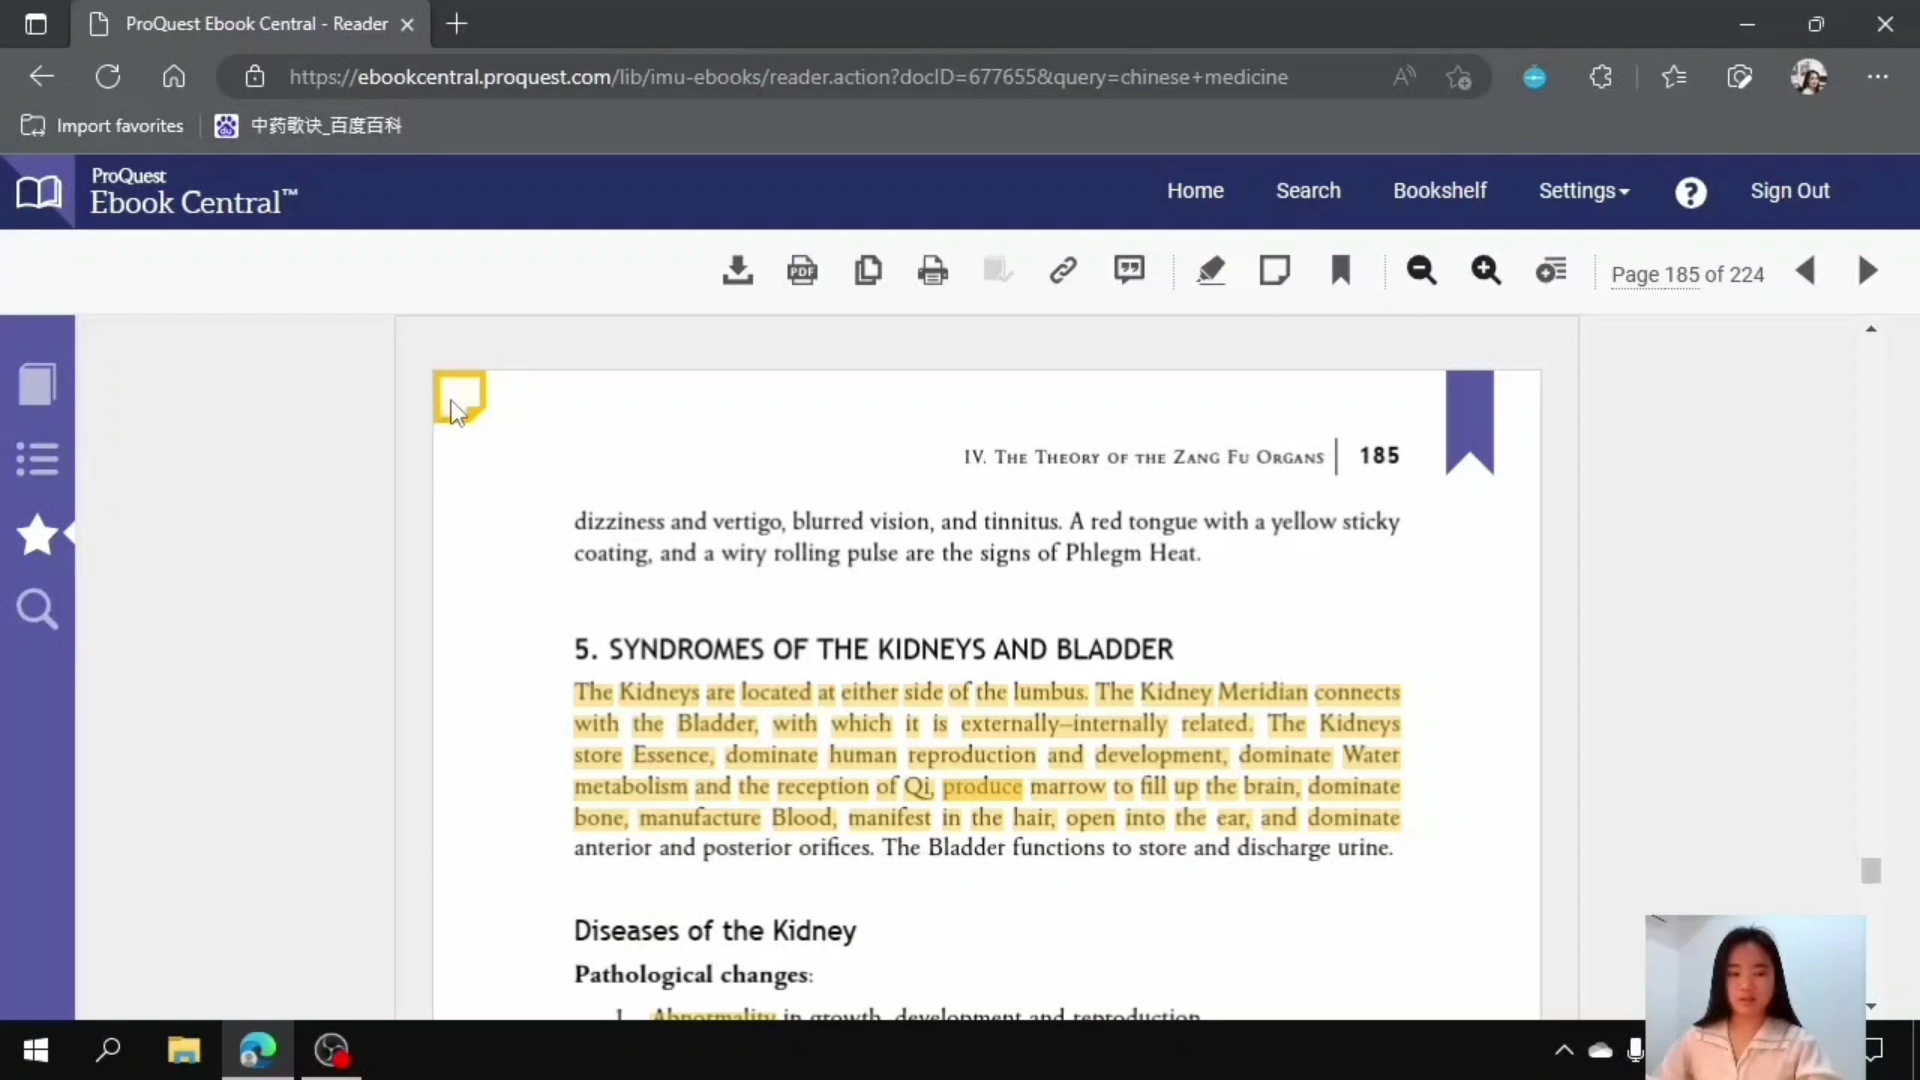 ProQuest Ebook Central - Reader
https://ebookcentral.proquest.com/lib/imu-ebooks/reader.action?docID=677655&query=chinese+medicine
Import favorites
中药歌诀_百度百科
ProQuest
Ebook Central™
Home
Search
Bookshelf
Settings
?
Sign Out
PDF
Page 185 of 224
IV. The Theory of the Zang Fu Organs | 185
dizziness and vertigo, blurred vision, and tinnitus. A red tongue with a yellow sticky
coating, and a wiry rolling pulse are the signs of Phlegm Heat.
5. SYNDROMES OF THE KIDNEYS AND BLADDER
The Kidneys are located at either side of the lumbus. The Kidney Meridian connects
with the Bladder, with which it is externally–internally related. The Kidneys
store Essence, dominate human reproduction and development, dominate Water
metabolism and the reception of Qi, produce marrow to fill up the brain, dominate
bone, manufacture Blood, manifest in the hair, open into the ear, and dominate
anterior and posterior orifices. The Bladder functions to store and discharge urine.
Diseases of the Kidney
Pathological changes:
1. Abnormality in growth, development and reproduction